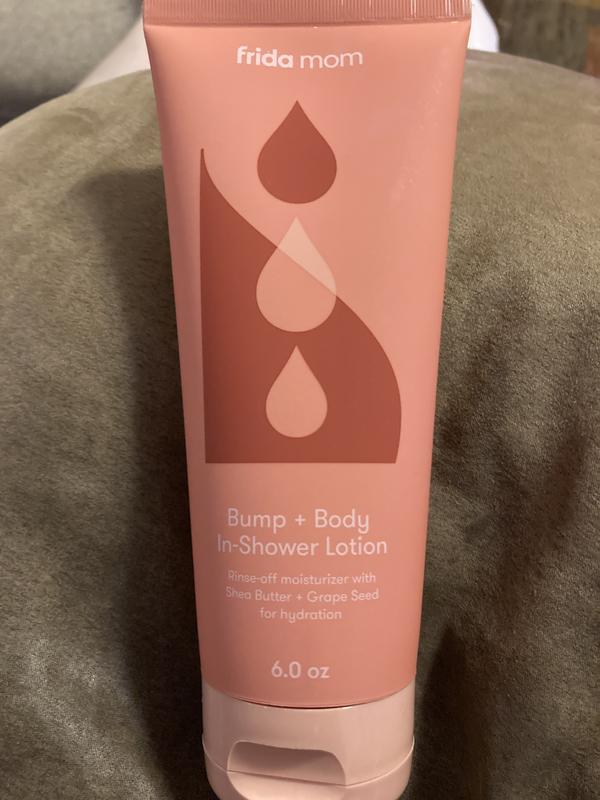 frida mom
Bump + Body
In-Shower Lotion
Rinse-off moisturizer with
Shea Butter + Grape Seed
for hydration
6.0 oz